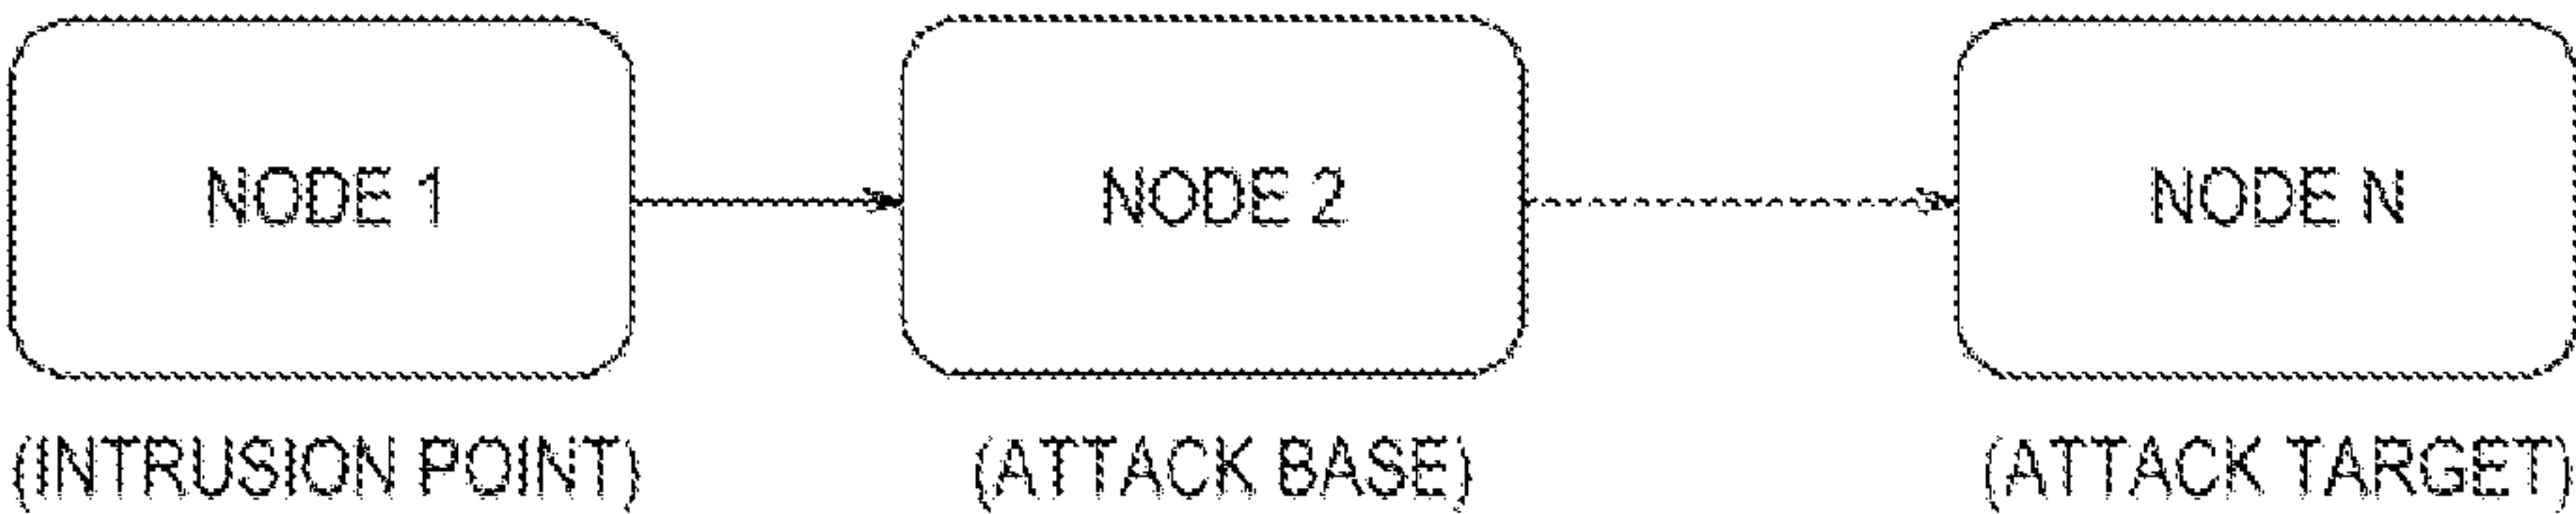 NODE 1 NODE 2 NODE N
(INTRUSION POINT) (ATTACK BASE) (ATTACK TARGET)